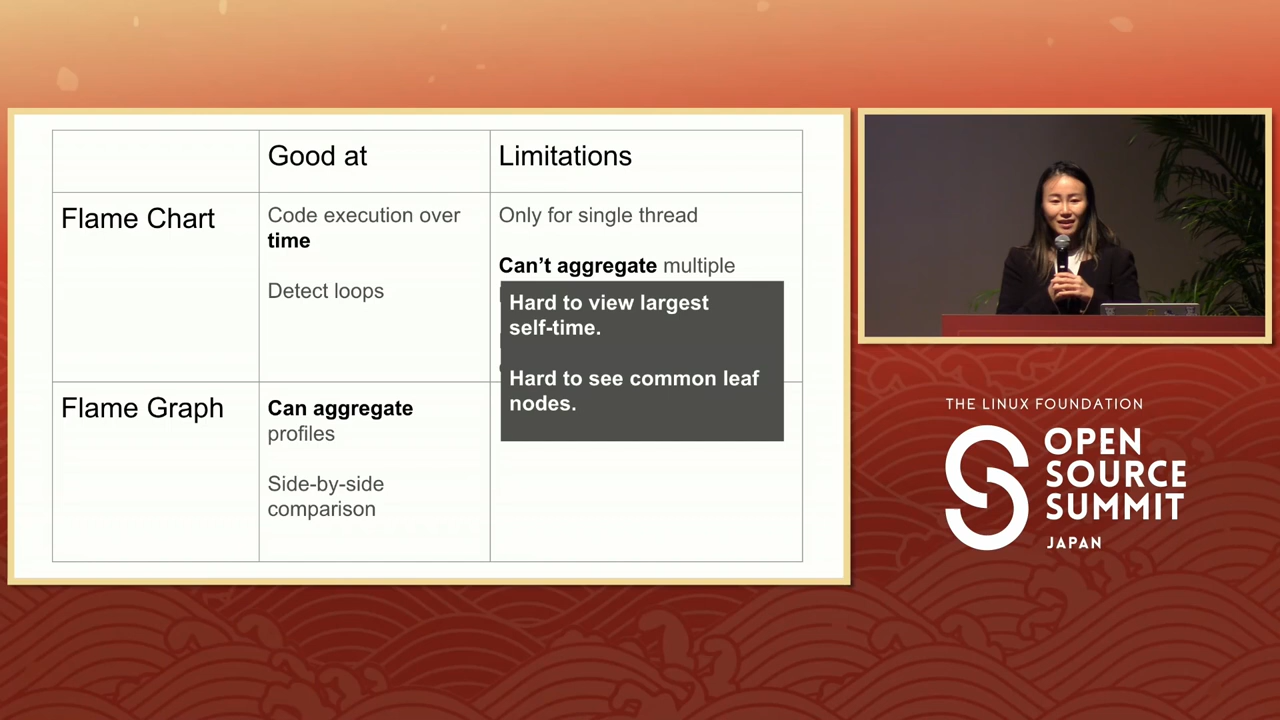 Good at
Limitations
Flame Chart
Code execution over
time
Detect loops
Only for single thread
Can't aggregate multiple
Hard to view largest
self-time.
Hard to see common leaf
nodes.
Flame Graph
Can aggregate
profiles
Side-by-side
comparison
THE LINUX FOUNDATION
OPEN
SOURCE
SUMMIT
JAPAN